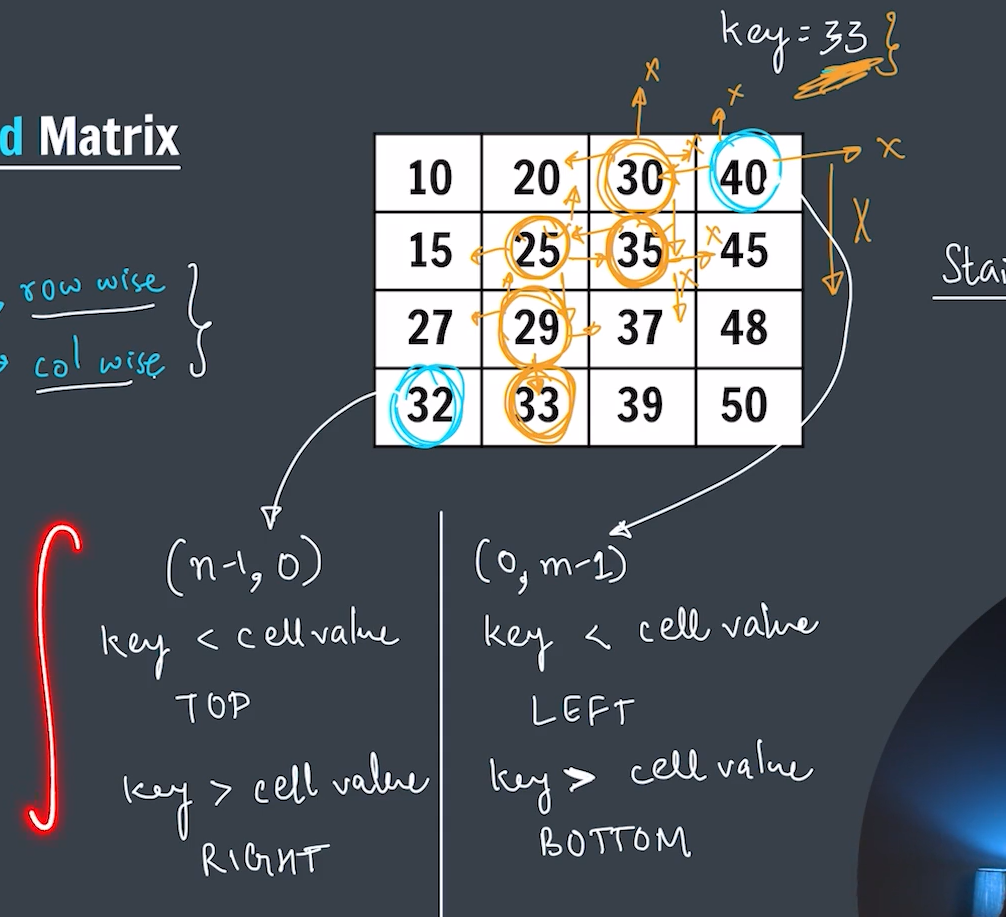 key = 33 }
d Matrix
10 20 30 40
15 25 35 45
27 29 37 48
32 33 39 50
x x x x x x x
row wise
col wise
Stai
(n-1, 0)
key < cell value
TOP
key > cell value
RIGHT
(0, m-1)
key < cell value
LEFT
key > cell value
BOTTOM